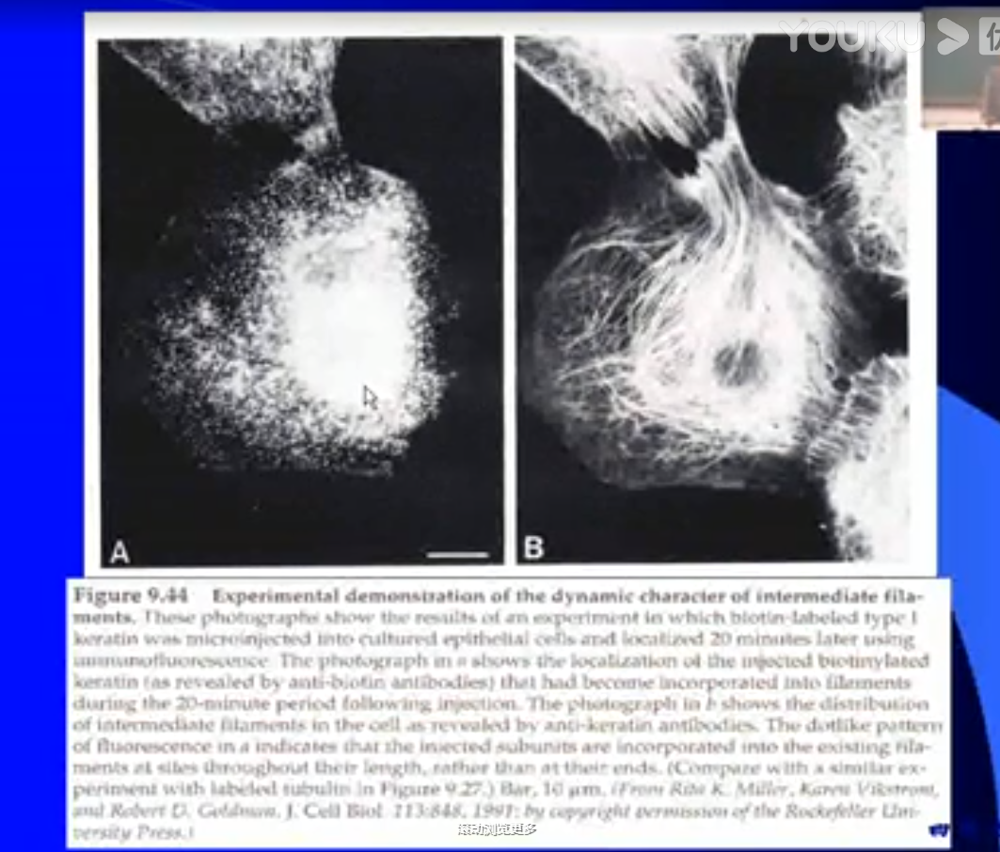 YOUKU
优
A
B
Figure 9.44 Experimental demonstration of the dynamic character of intermediate fila-
ments. These photographs show the results of an experiment in which biotin-labeled type I
keratin was microinjected into cultured epithelial cells and localized 20 minutes later using
immunofluorescence. The photograph in a shows the localization of the injected biotinylated
keratin (as revealed by anti-biotin antibodies) that had become incorporated into filaments
during the 20-minute period following injection. The photograph in b shows the distribution
of intermediate filaments in the cell as revealed by anti-keratin antibodies. The dotlike pattern
of fluorescence in a indicates that the injected subunits are incorporated into the existing fila-
ments at sites throughout their length, rather than at their ends. (Compare with a similar ex-
periment with labeled tubulin in Figure 9.27.) Bar, 10 μm. (From Rita K. Miller, Karen Vikstrom,
and Robert D. Goldman, J. Cell Biol. 113:848, 1991; by copyright permission of the Rockefeller Uni-
versity Press.)
滚动浏览更多